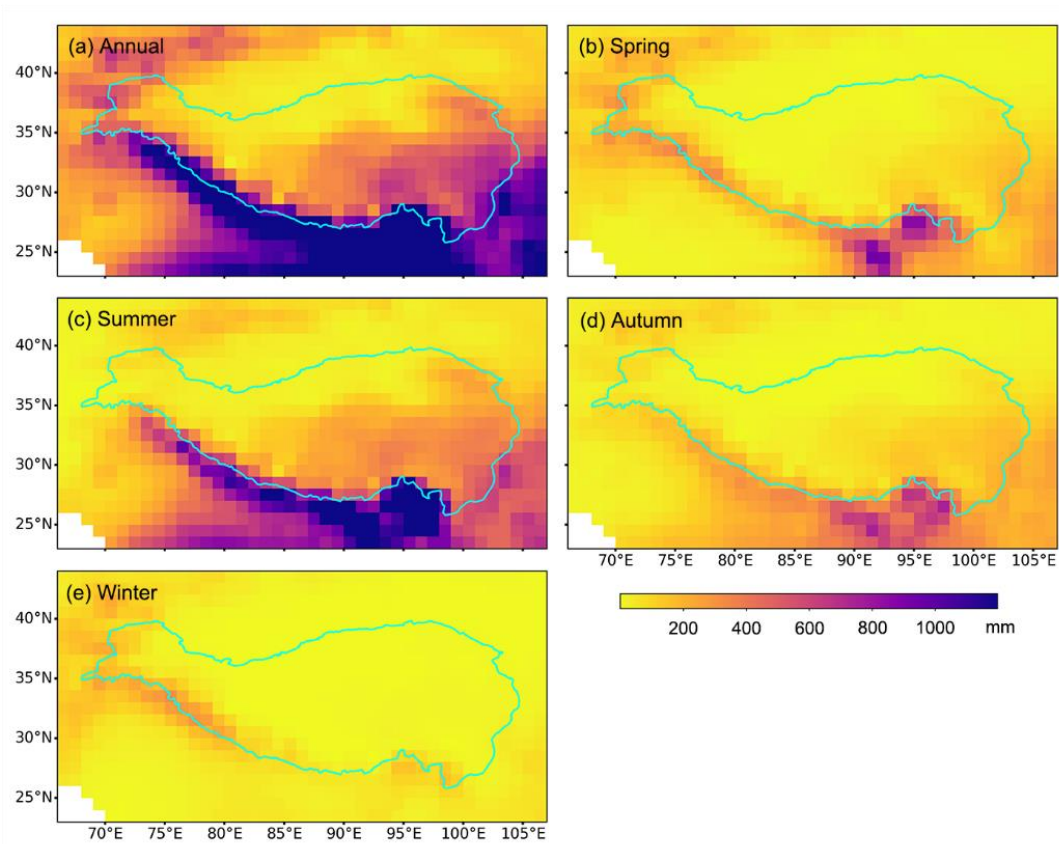 (a) Annual
40°N
35°N
30°N
25°N
(b) Spring
(c) Summer
40°N
35°N
30°N
25°N
(d) Autumn
70°E 75°E 80°E 85°E 90°E 95°E 100°E 105°E
(e) Winter
40°N
35°N
30°N
25°N
70°E 75°E 80°E 85°E 90°E 95°E 100°E 105°E
200 400 600 800 1000 mm